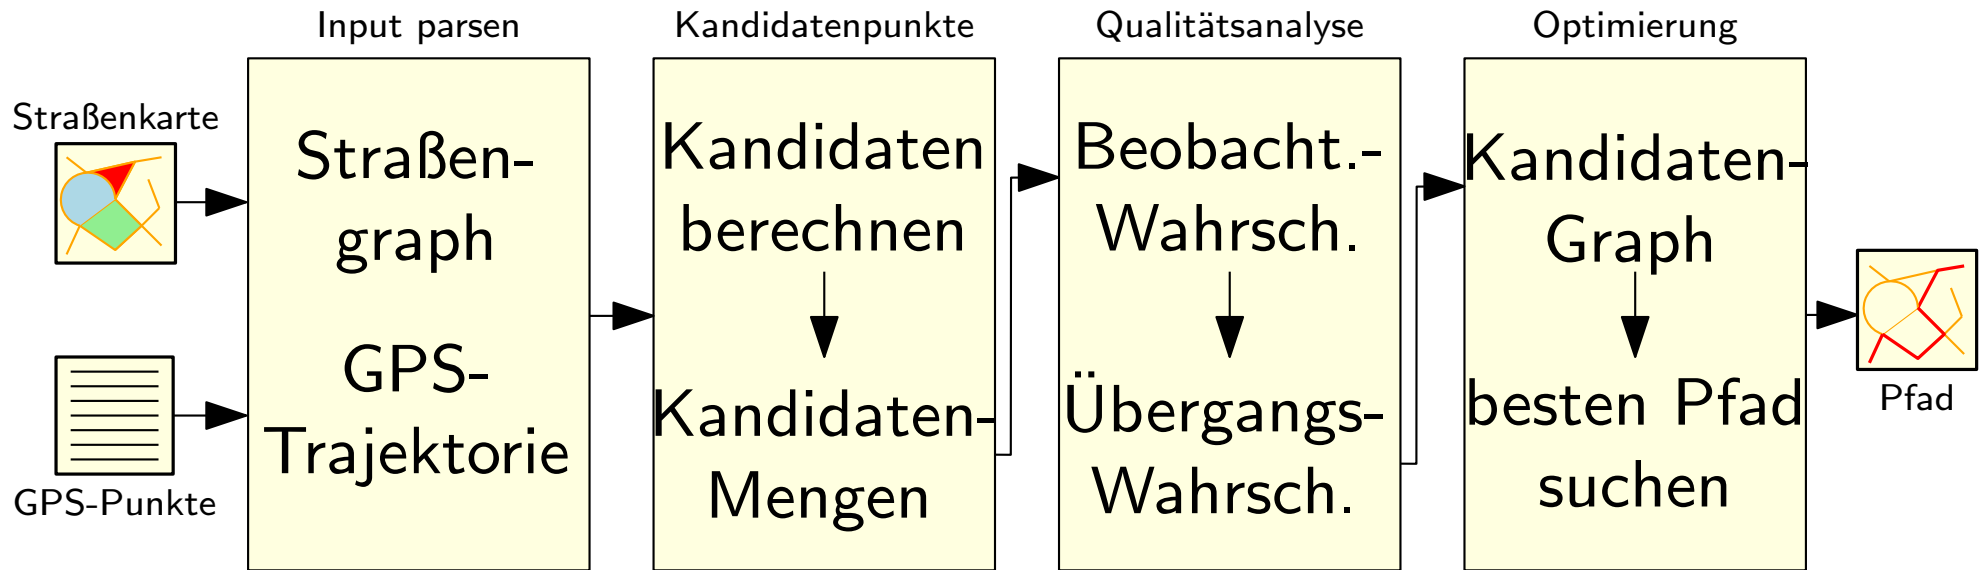 Input parsen
Kandidatenpunkte
Qualitätsanalyse
Optimierung
Straßenkarte
GPS-Punkte
Straßen-
graph
GPS-
Trajektorie
Kandidaten
berechnen
Kandidaten-
Mengen
Beobacht.-
Wahrsch.
Übergangs-
Wahrsch.
Kandidaten-
Graph
besten Pfad
suchen
Pfad